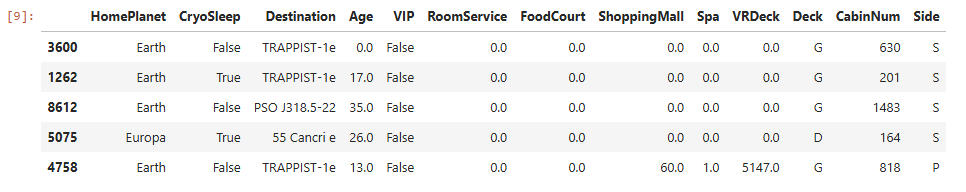 [9]: HomePlanet CryoSleep Destination Age VIP RoomService FoodCourt ShoppingMall Spa VRDeck Deck CabinNum Side
3600 Earth False TRAPPIST-1e 0.0 False 0.0 0.0 0.0 0.0 0.0 G 630 S
1262 Earth True TRAPPIST-1e 17.0 False 0.0 0.0 0.0 0.0 0.0 G 201 S
8612 Earth False PSO J318.5-22 35.0 False 0.0 0.0 0.0 0.0 0.0 G 1483 S
5075 Europa True 55 Cancri e 26.0 False 0.0 0.0 0.0 0.0 0.0 D 164 S
4758 Earth False TRAPPIST-1e 13.0 False 0.0 0.0 60.0 1.0 5147.0 G 818 P